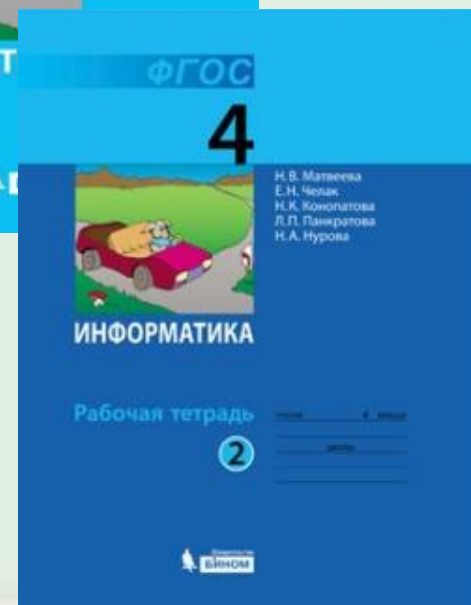 Т
ФГОС
4
Н.В. Матвеева
Е.Н. Челак
Н.К. Конопатова
Л.П. Панкратова
Н.А. Нурова
ИНФОРМАТИКА
Рабочая тетрадь
2
БИНОМ